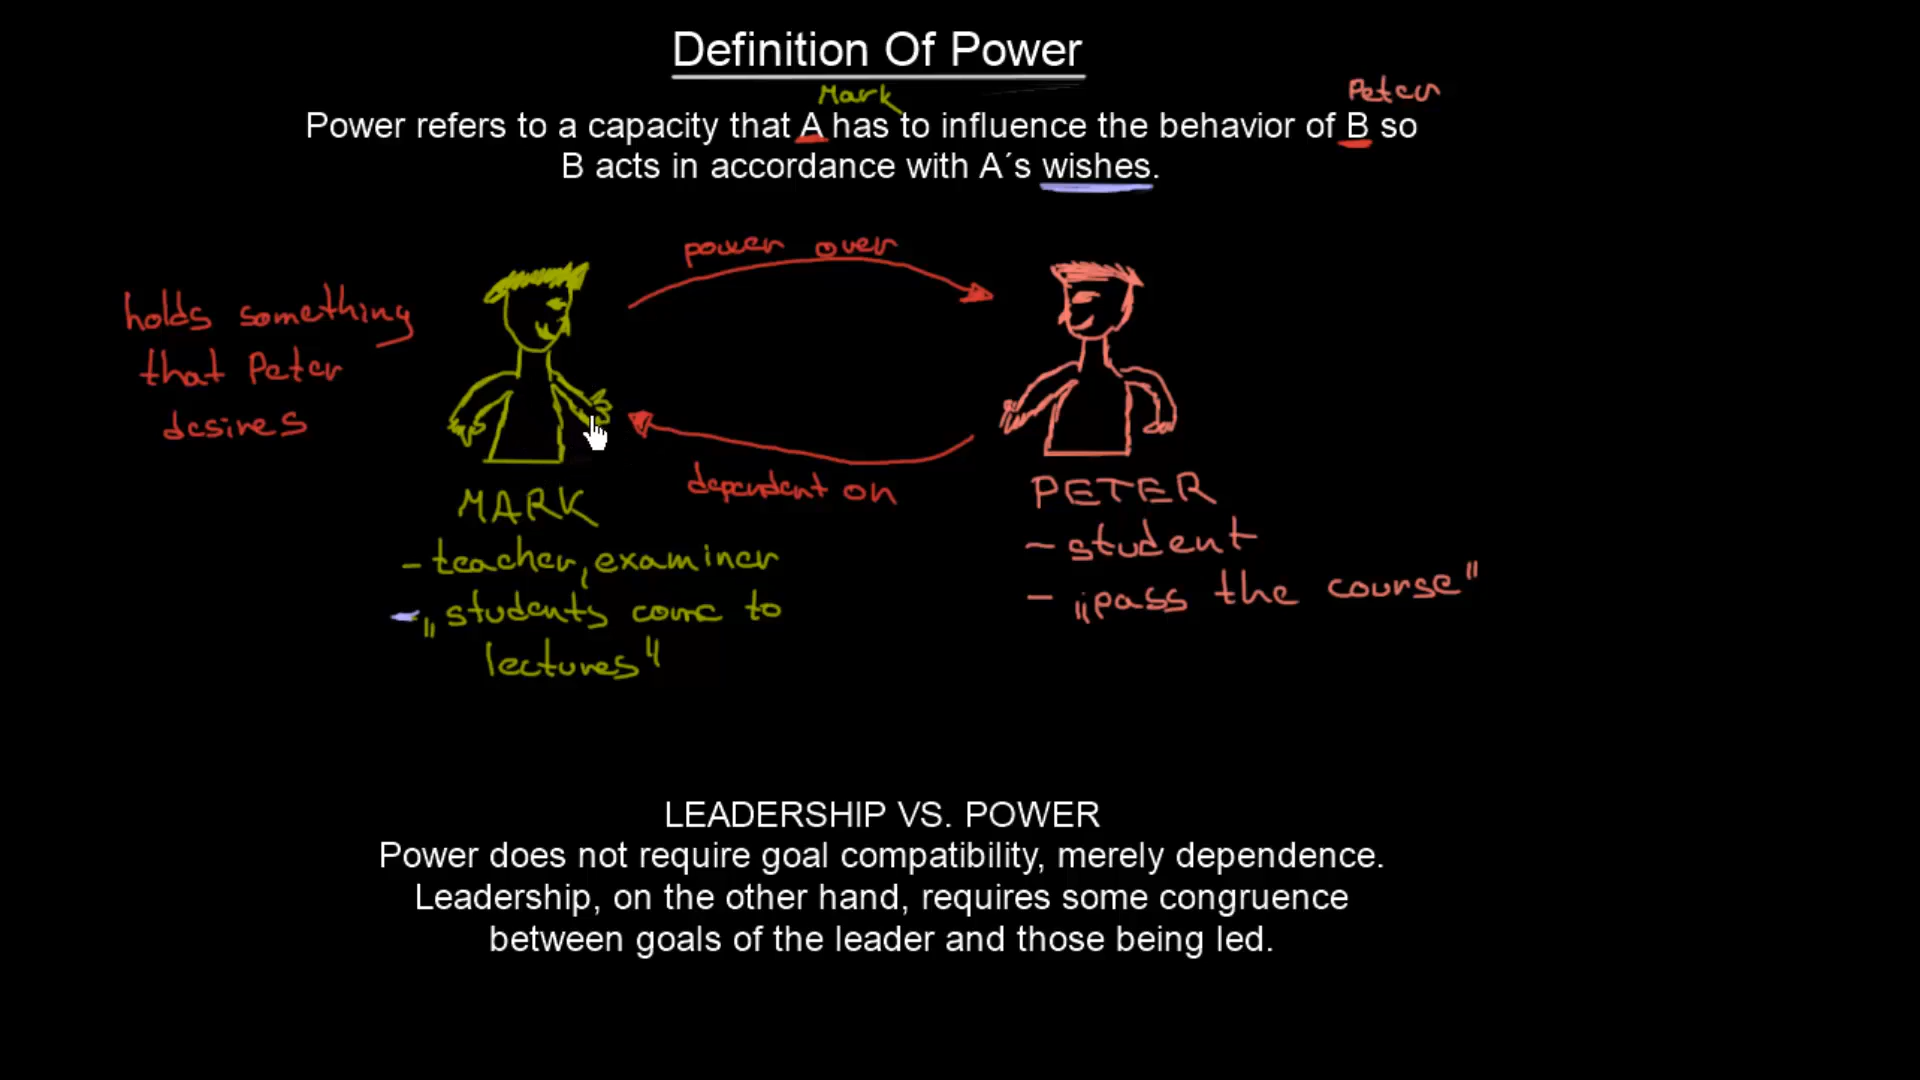 Definition Of Power
Mark
Peter
Power refers to a capacity that A has to influence the behavior of B so
B acts in accordance with A´s wishes.
power over
holds something
that Peter
desires
dependent on
MARK
- teacher, examiner
- „students come to
lectures"
PETER
- student
- „pass the course"
LEADERSHIP VS. POWER
Power does not require goal compatibility, merely dependence.
Leadership, on the other hand, requires some congruence
between goals of the leader and those being led.